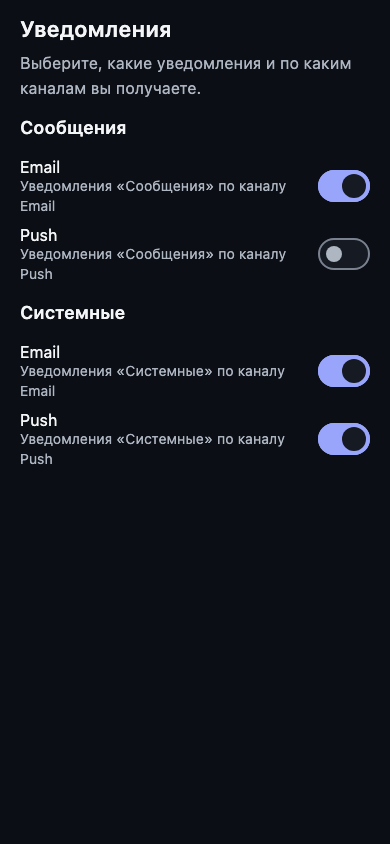 Уведомления
Выберите, какие уведомления и по каким
каналам вы получаете.
Сообщения
Email
Уведомления «Сообщения» по каналу
Email
Push
Уведомления «Сообщения» по каналу
Push
Системные
Email
Уведомления «Системные» по каналу
Email
Push
Уведомления «Системные» по каналу
Push